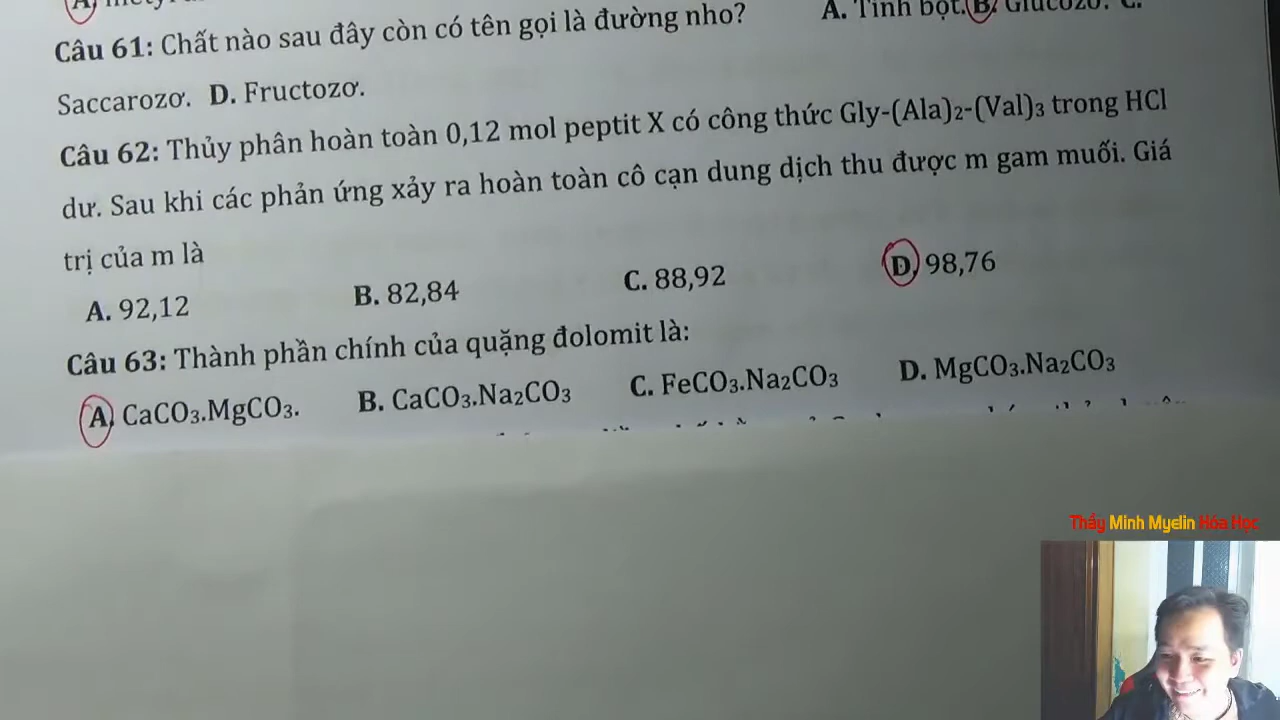 A.
Câu 61: Chất nào sau đây còn có tên gọi là đường nho? A. Tinh bột. B. Glucozơ. C.
Saccarozơ. D. Fructozơ.
Câu 62: Thủy phân hoàn toàn 0,12 mol peptit X có công thức Gly-(Ala)₂-(Val)₃ trong HCl
dư. Sau khi các phản ứng xảy ra hoàn toàn cô cạn dung dịch thu được m gam muối. Giá
trị của m là
A. 92,12 B. 82,84 C. 88,92 D. 98,76
Câu 63: Thành phần chính của quặng đolomit là:
A. CaCO₃.MgCO₃. B. CaCO₃.Na₂CO₃ C. FeCO₃.Na₂CO₃ D. MgCO₃.Na₂CO₃
Thầy Minh Myelin Hóa Học